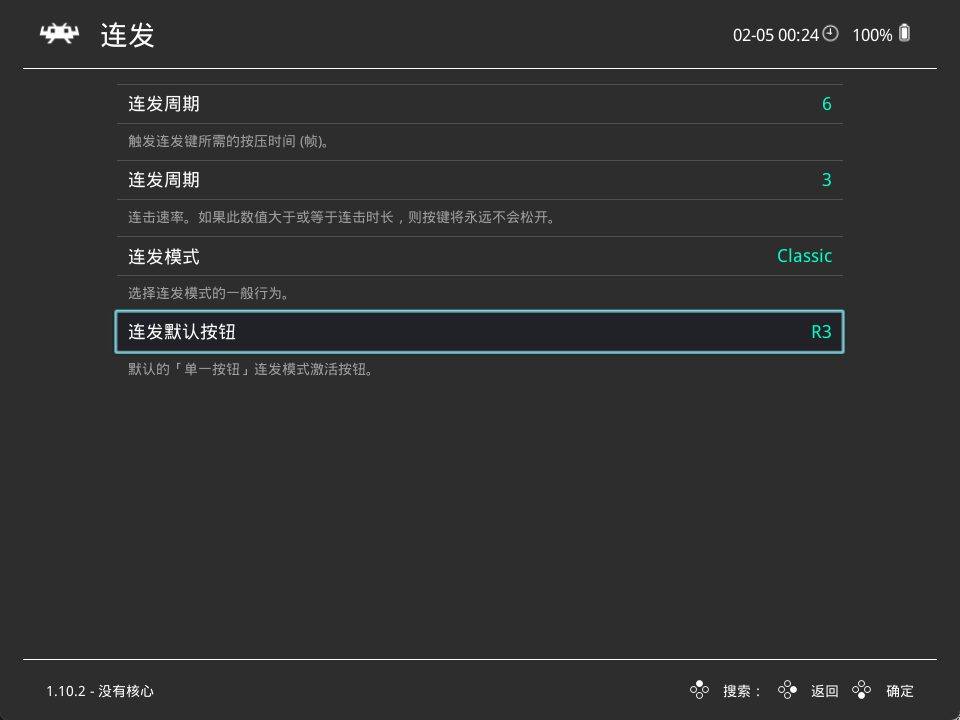 连发
02-05 00:24 100%
连发周期 6
触发连发键所需的按压时间 (帧)。
连发周期 3
连击速率。如果此数值大于或等于连击时长，则按键将永远不会松开。
连发模式 Classic
选择连发模式的一般行为。
连发默认按钮 R3
默认的「单一按钮」连发模式激活按钮。
1.10.2 - 没有核心 搜索： 返回 确定